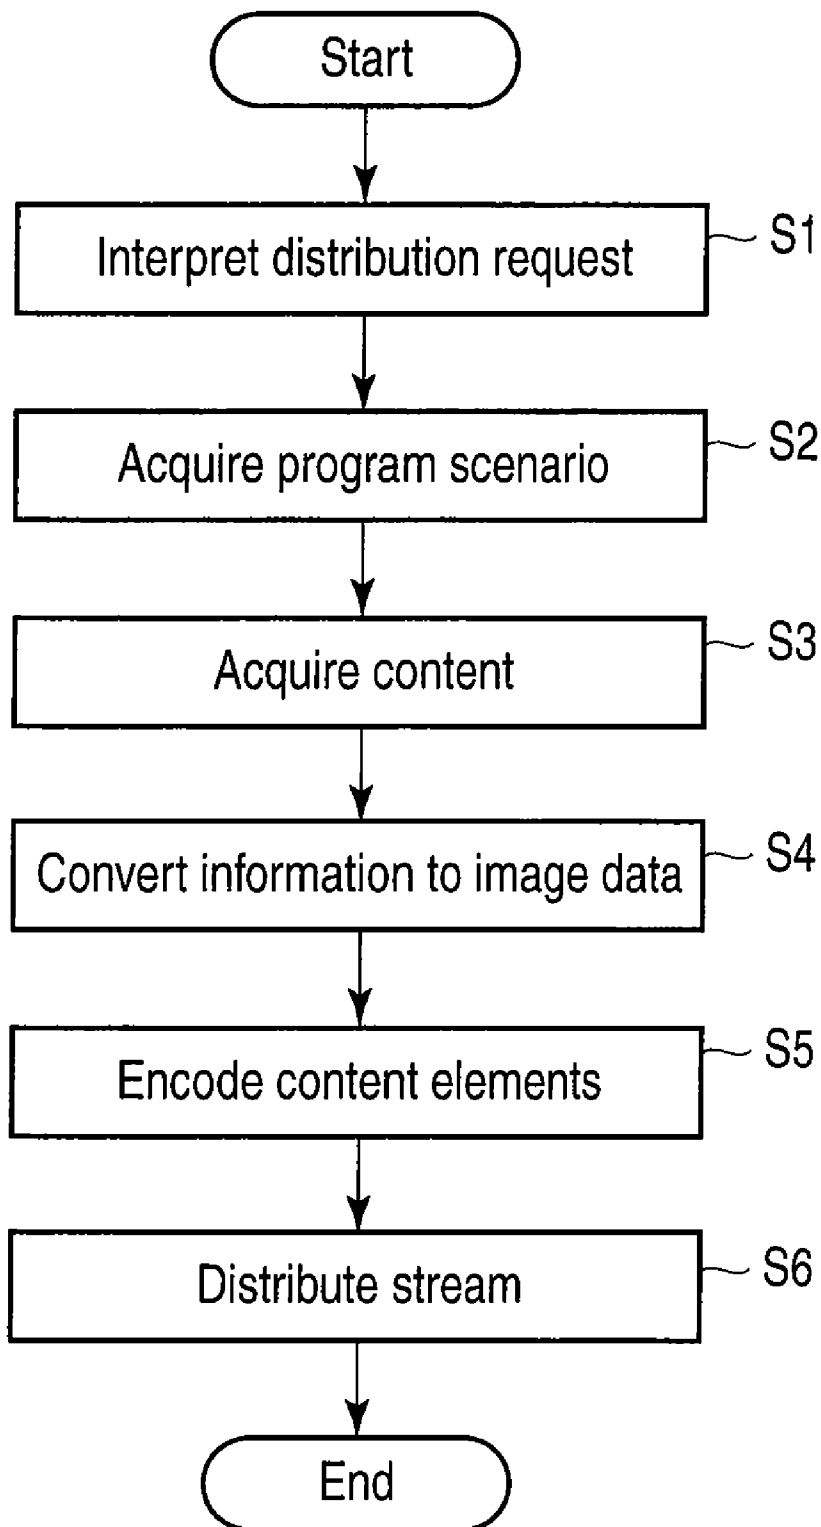 Start
Interpret distribution request
S1
Acquire program scenario
S2
Acquire content
S3
Convert information to image data
S4
Encode content elements
S5
Distribute stream
S6
End